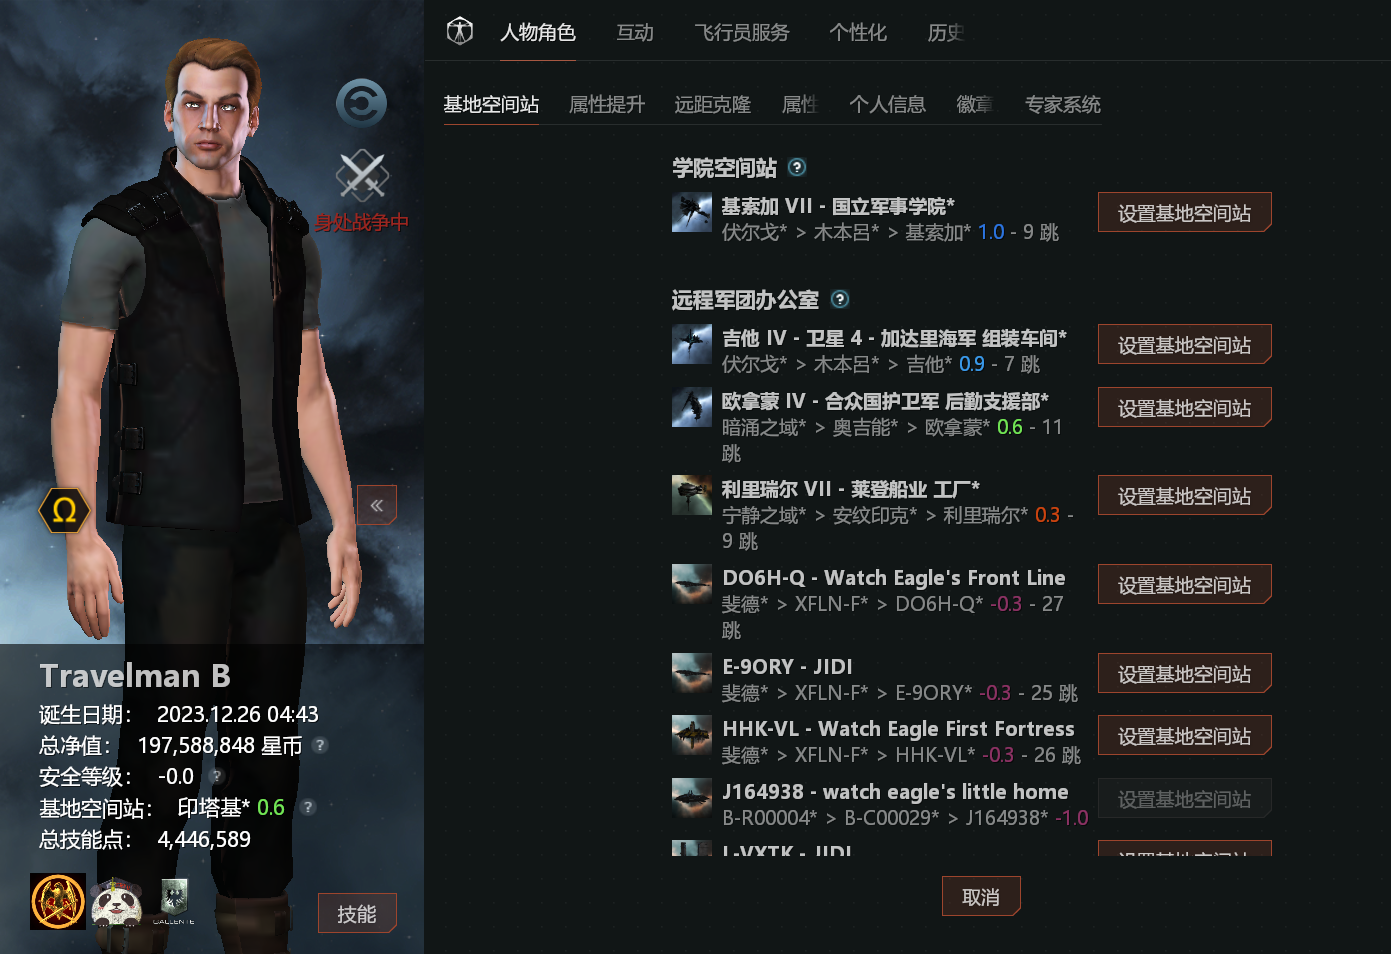 人物角色 互动 飞行员服务 个性化 历史
基地空间站 属性提升 远距克隆 属性 个人信息 徽章 专家系统
身处战争中
Ω
«
学院空间站 ?
基索加 VII - 国立军事学院*
伏尔戈* > 木本吕* > 基索加* 1.0 - 9 跳
设置基地空间站
远程军团办公室 ?
吉他 IV - 卫星 4 - 加达里海军 组装车间*
伏尔戈* > 木本吕* > 吉他* 0.9 - 7 跳
设置基地空间站
欧拿蒙 IV - 合众国护卫军 后勤支援部*
暗涌之域* > 奥吉能* > 欧拿蒙* 0.6 - 11
跳
设置基地空间站
利里瑞尔 VII - 莱登船业 工厂*
宁静之域* > 安纹印克* > 利里瑞尔* 0.3 -
9 跳
设置基地空间站
DO6H-Q - Watch Eagle's Front Line
斐德* > XFLN-F* > DO6H-Q* -0.3 - 27
跳
设置基地空间站
E-9ORY - JIDI
斐德* > XFLN-F* > E-9ORY* -0.3 - 25 跳
设置基地空间站
HHK-VL - Watch Eagle First Fortress
斐德* > XFLN-F* > HHK-VL* -0.3 - 26 跳
设置基地空间站
J164938 - watch eagle's little home
B-R00004* > B-C00029* > J164938* -1.0
设置基地空间站
L-VXTK - JIDI
设置基地空间站
取消
Travelman B
诞生日期： 2023.12.26 04:43
总净值： 197,588,848 星币 ?
安全等级： -0.0 ?
基地空间站： 印塔基* 0.6 ?
总技能点： 4,446,589
GALLENTE
技能